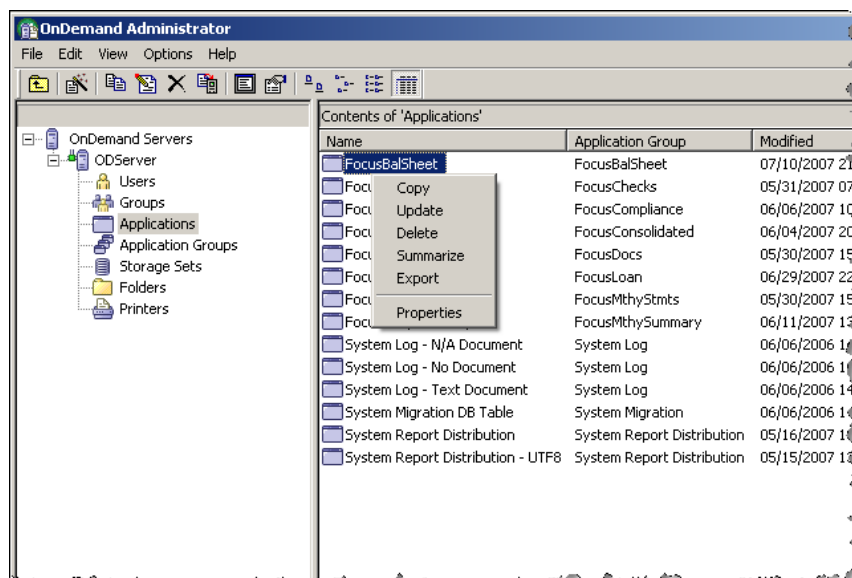 OnDemand Administrator
File Edit View Options Help
Contents of 'Applications'
OnDemand Servers
ODServer
Users
Groups
Applications
Application Groups
Storage Sets
Folders
Printers
Name Application Group Modified
FocusBalSheet FocusBalSheet 07/10/2007
FocusChecks 05/31/2007 07
FocusCompliance 06/06/2007
FocusConsolidated 06/04/2007
FocusDocs 05/30/2007
FocusLoan 06/29/2007 22
FocusMthyStmts 05/30/2007 15
FocusMthySummary 06/11/2007
Copy
Update
Delete
Summarize
Export
Properties
System Log - N/A Document System Log 06/06/2006
System Log - No Document System Log 06/06/2006
System Log - Text Document System Log 06/06/2006 14
System Migration DB Table System Migration 06/06/2006
System Report Distribution System Report Distribution 05/16/2007
System Report Distribution - UTF8 System Report Distribution 05/15/2007